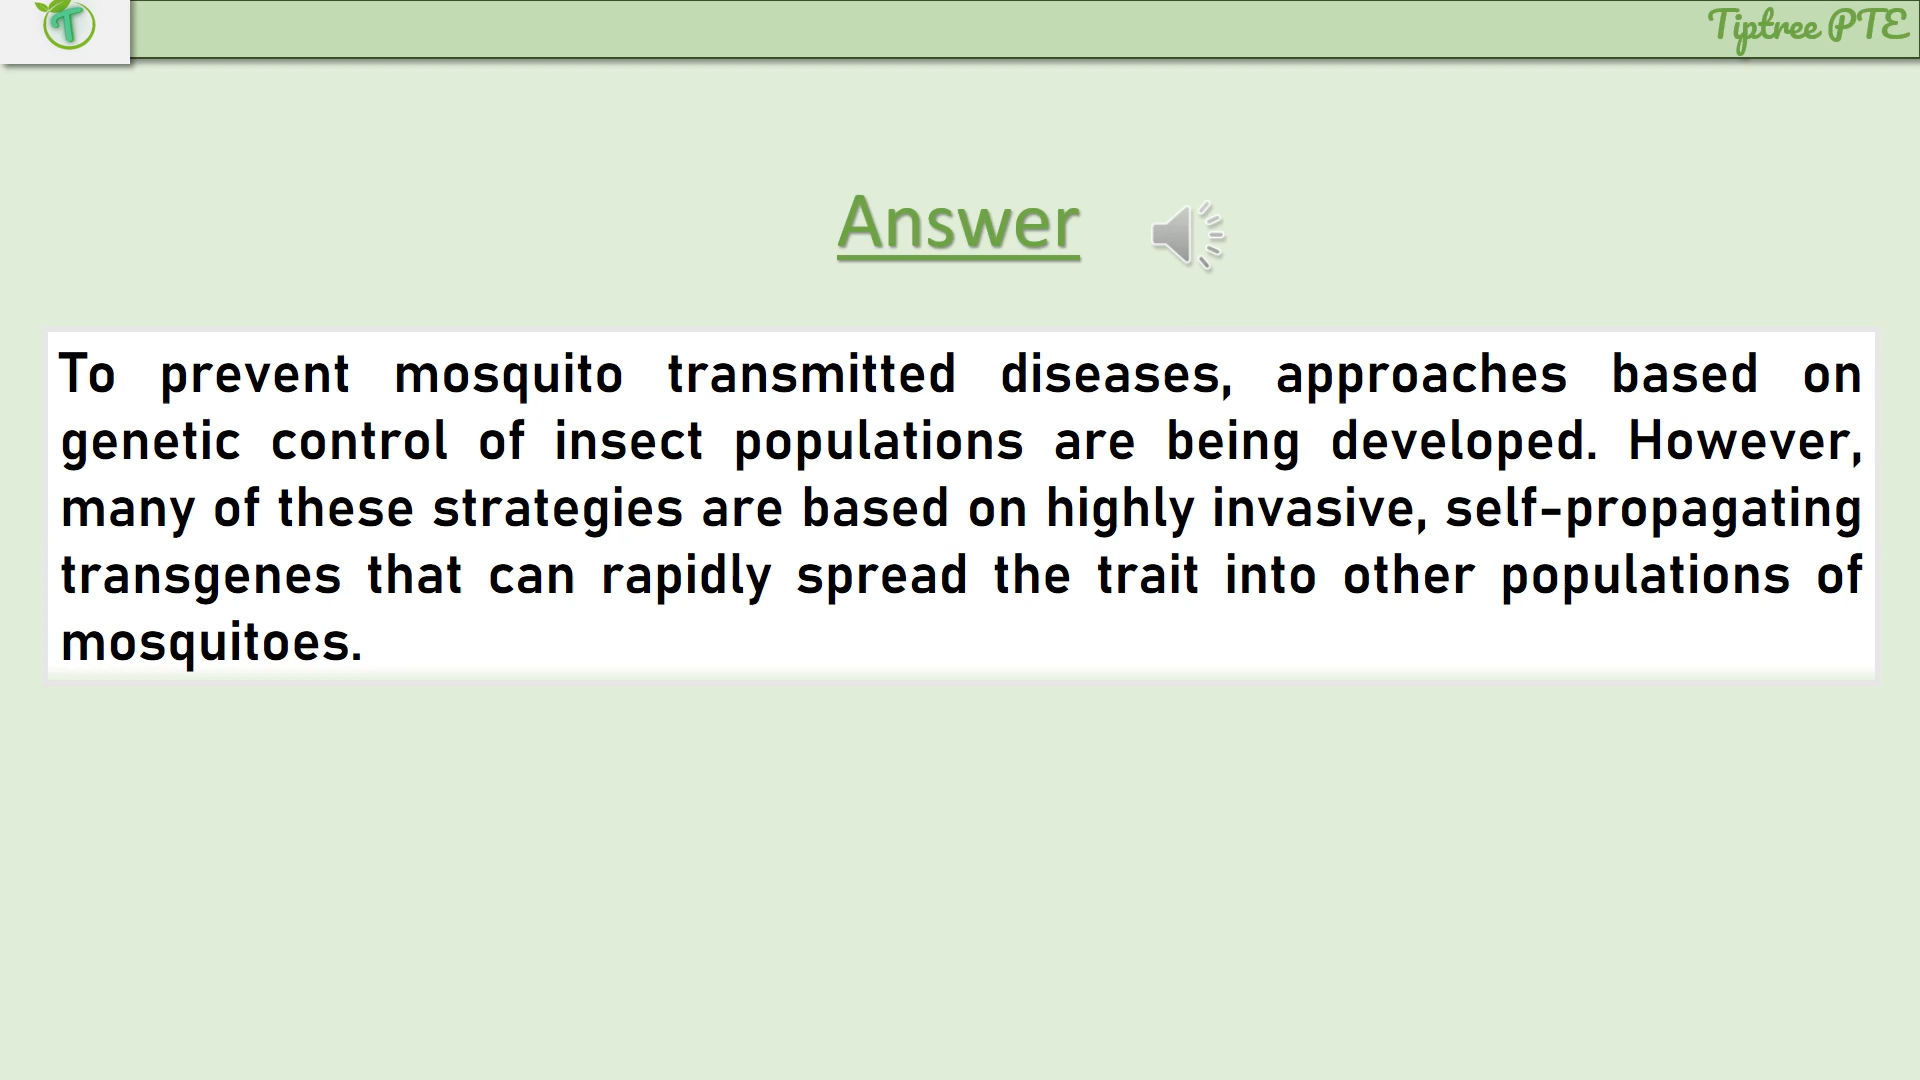 T
Tiptree PTE
Answer
To prevent mosquito transmitted diseases, approaches based on
genetic control of insect populations are being developed. However,
many of these strategies are based on highly invasive, self-propagating
transgenes that can rapidly spread the trait into other populations of
mosquitoes.